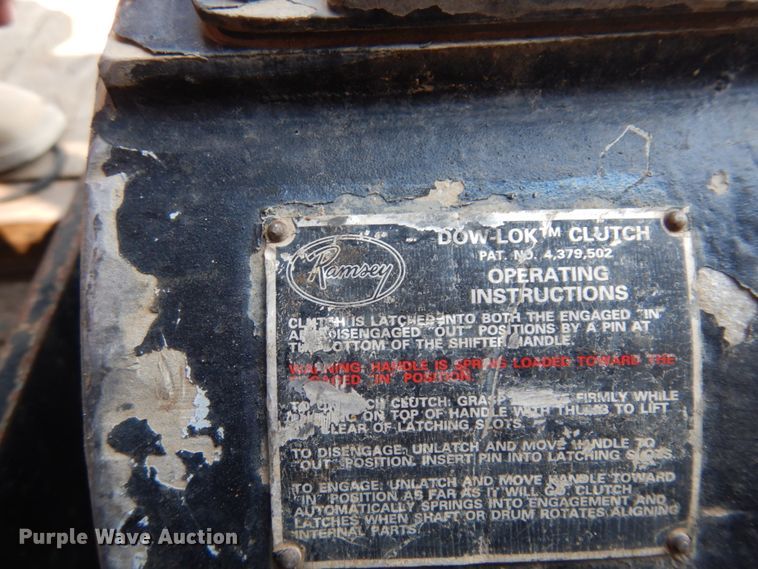 Ramsey
DOW-LOK™ CLUTCH
PAT. NO. 4,379,502
OPERATING
INSTRUCTIONS
CLUTCH IS LATCHED INTO BOTH THE ENGAGED "IN"
AND DISENGAGED "OUT" POSITIONS BY A PIN AT
THE BOTTOM OF THE SHIFTER HANDLE.
WARNING: HANDLE IS SPRING LOADED TOWARD THE
ENGAGED "IN" POSITION.
CLUTCH: GRASP FIRMLY WHILE
ON TOP OF HANDLE WITH THUMB TO LIFT
CLEAR OF LATCHING SLOTS.
TO DISENGAGE: UNLATCH AND MOVE HANDLE TO
"OUT" POSITION. INSERT PIN INTO LATCHING SLOTS.
TO ENGAGE: UNLATCH AND MOVE HANDLE TOWARD
"IN" POSITION AS FAR AS IT WILL GO. CLUTCH
AUTOMATICALLY SPRINGS INTO ENGAGEMENT AND
LATCHES WHEN SHAFT OR DRUM ROTATES ALIGNING
INTERNAL PARTS.
Purple Wave Auction